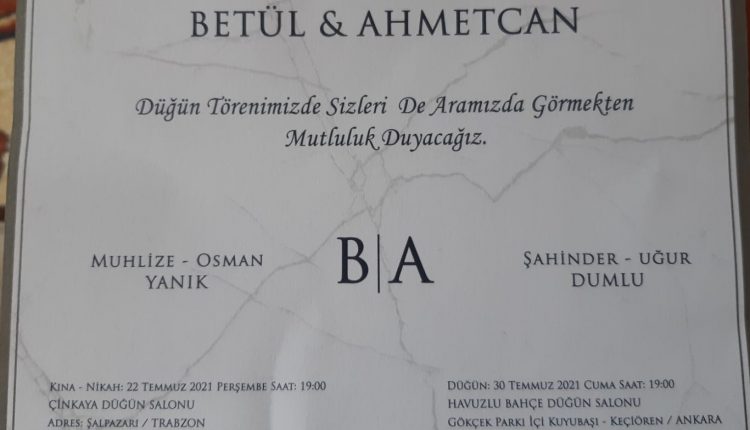 BETÜL & AHMETCAN
Düğün Törenimizde Sizleri De Aramızda Görmekten
Mutluluk Duyacağız.
MUHLİZE - OSMAN
YANIK
B|A
ŞAHİNDER - UĞUR
DUMLU
KINA - NİKAH: 22 TEMMUZ 2021 PERŞEMBE SAAT: 19:00
ÇİNKAYA DÜĞÜN SALONU
ADRES: ŞALPAZARI / TRABZON
DÜĞÜN: 30 TEMMUZ 2021 CUMA SAAT: 19:00
HAVUZLU BAHÇE DÜĞÜN SALONU
GÖKÇEK PARKI İÇİ KUYUBAŞI - KEÇİÖREN / ANKARA